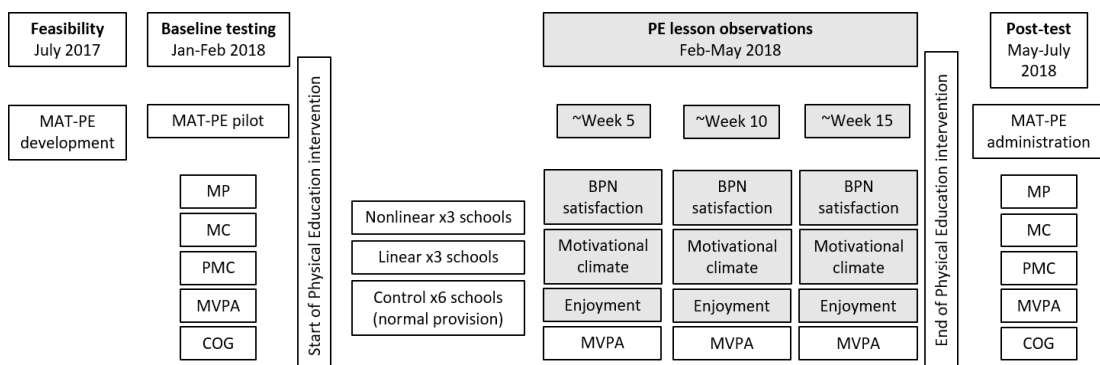 Feasibility
July 2017
Baseline testing
Jan-Feb 2018
PE lesson observations
Feb-May 2018
Post-test
May-July
2018
MAT-PE
development
MAT-PE pilot
Start of Physical Education intervention
~Week 5
~Week 10
~Week 15
End of Physical Education intervention
MAT-PE
administration
MP
MC
PMC
MVPA
COG
Nonlinear x3 schools
Linear x3 schools
Control x6 schools
(normal provision)
BPN
satisfaction
BPN
satisfaction
BPN
satisfaction
Motivational
climate
Motivational
climate
Motivational
climate
Enjoyment
Enjoyment
Enjoyment
MVPA
MVPA
MVPA
MP
MC
PMC
MVPA
COG